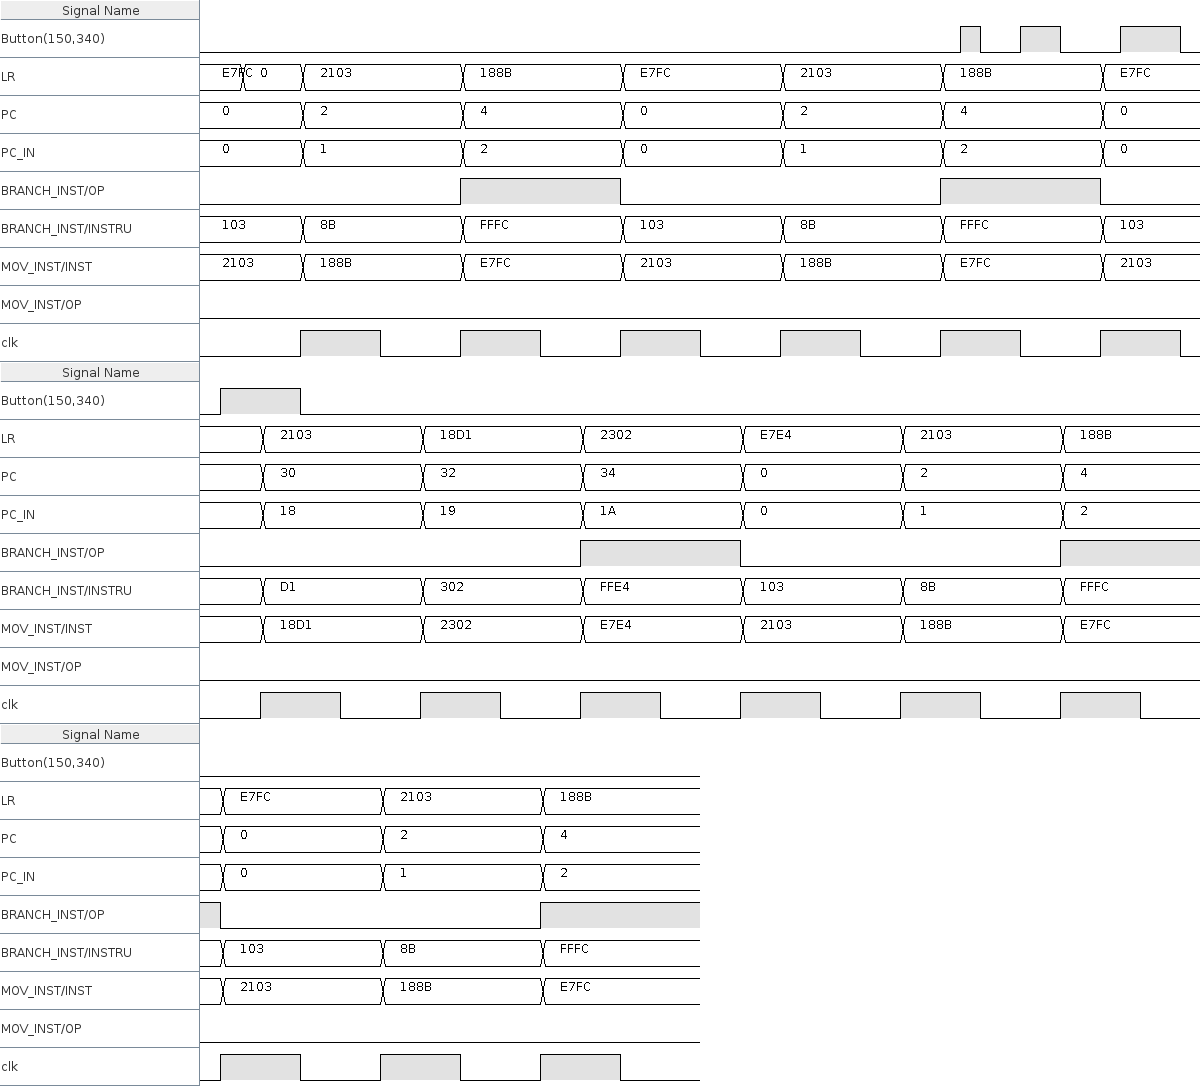 Signal Name
Button(150,340)
LR E7FC 0 2103 188B E7FC 2103 188B E7FC
PC 0 2 4 0 2 4 0
PC_IN 0 1 2 0 1 2 0
BRANCH_INST/OP
BRANCH_INST/INSTRU 103 8B FFFC 103 8B FFFC 103
MOV_INST/INST 2103 188B E7FC 2103 188B E7FC 2103
MOV_INST/OP
clk
Signal Name
Button(150,340)
LR 2103 18D1 2302 E7E4 2103 188B
PC 30 32 34 0 2 4
PC_IN 18 19 1A 0 1 2
BRANCH_INST/OP
BRANCH_INST/INSTRU D1 302 FFE4 103 8B FFFC
MOV_INST/INST 18D1 2302 E7E4 2103 188B E7FC
MOV_INST/OP
clk
Signal Name
Button(150,340)
LR E7FC 2103 188B
PC 0 2 4
PC_IN 0 1 2
BRANCH_INST/OP
BRANCH_INST/INSTRU 103 8B FFFC
MOV_INST/INST 2103 188B E7FC
MOV_INST/OP
clk